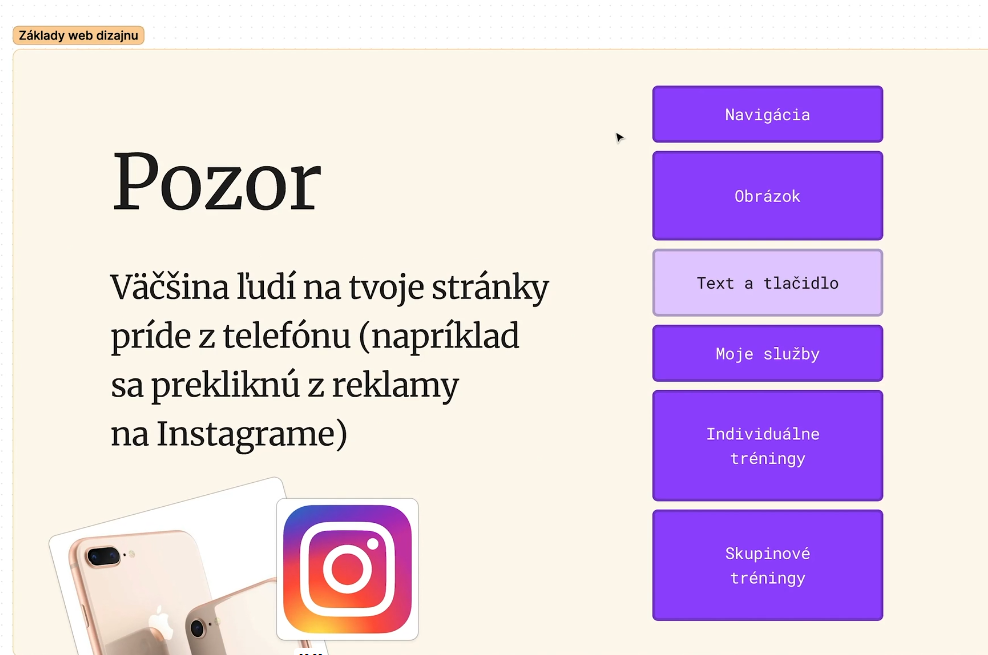 Základy web dizajnu
Pozor
Väčšina ľudí na tvoje stránky
príde z telefónu (napríklad
sa prekliknú z reklamy
na Instagrame)
Navigácia
Obrázok
Text a tlačidlo
Moje služby
Individuálne
tréningy
Skupinové
tréningy